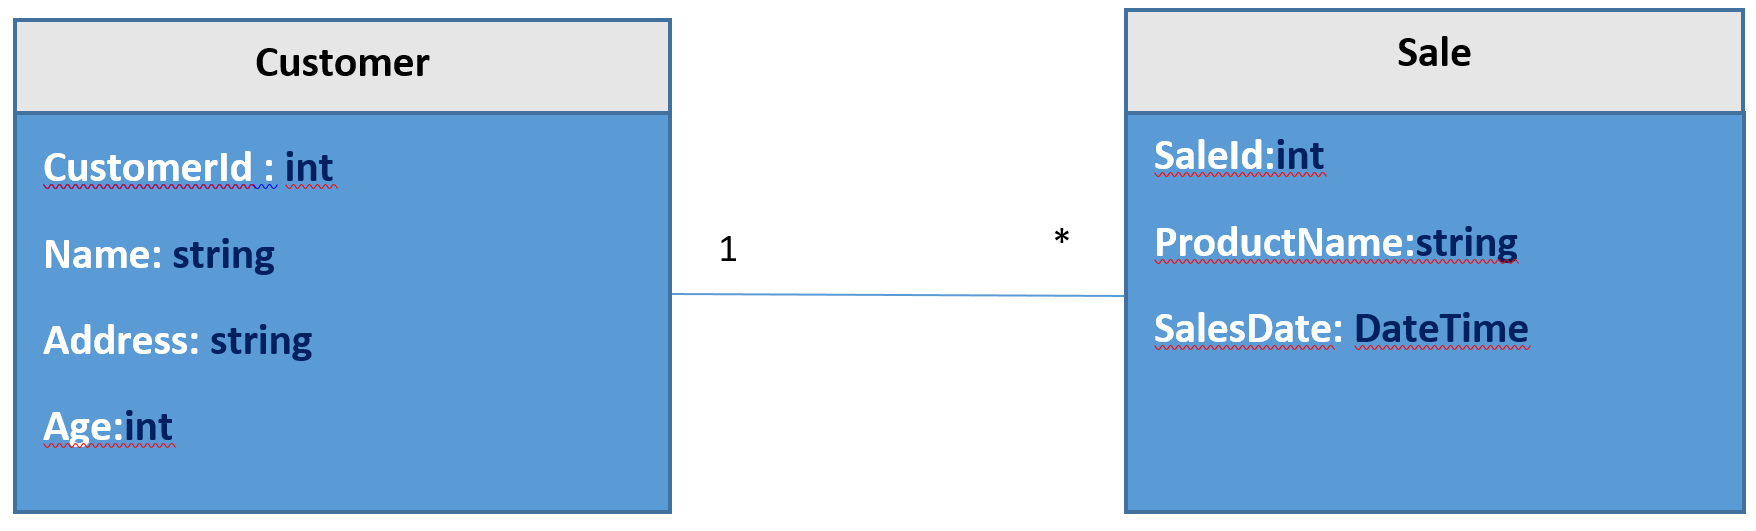 Customer
CustomerId : int
Name: string
Address: string
Age:int
1
*
Sale
SaleId:int
ProductName:string
SalesDate: DateTime